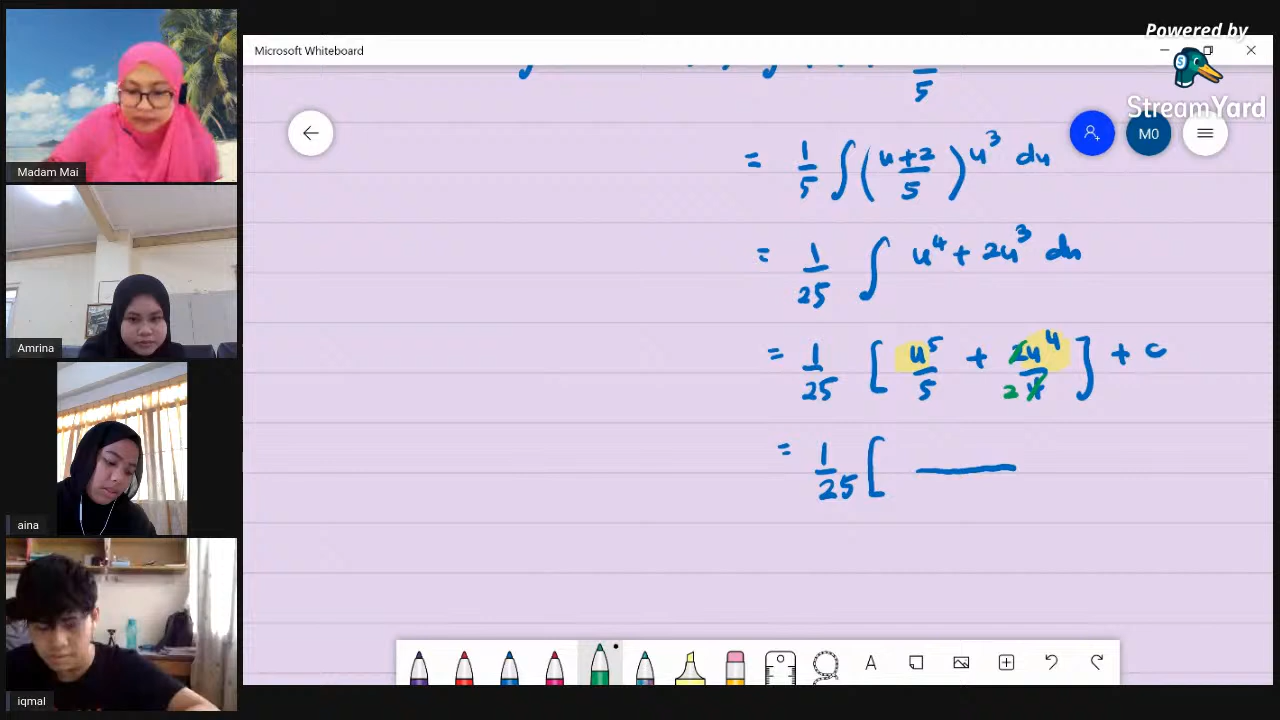 Powered by
StreamYard
Microsoft Whiteboard
M0
5
= 1/5 ∫ ( (u+2)/5 ) u³ du
= 1/25 ∫ u⁴ + 2u³ du
= 1/25 [ u⁵/5 + 2u⁴/4 ] + c
2
= 1/25 [
Madam Mai
Amrina
aina
iqmal
A